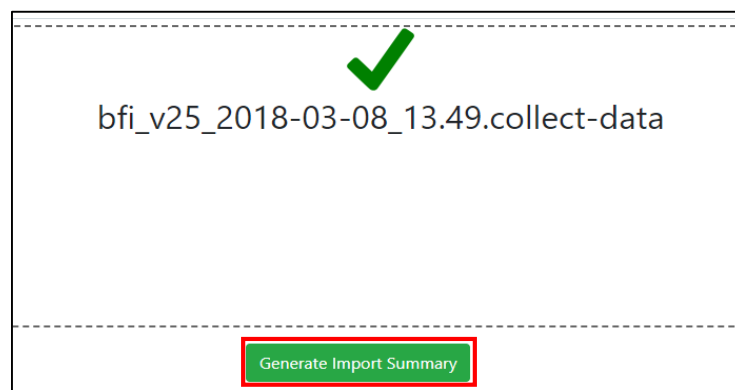 bfi_v25_2018-03-08_13.49.collect-data
Generate Import Summary